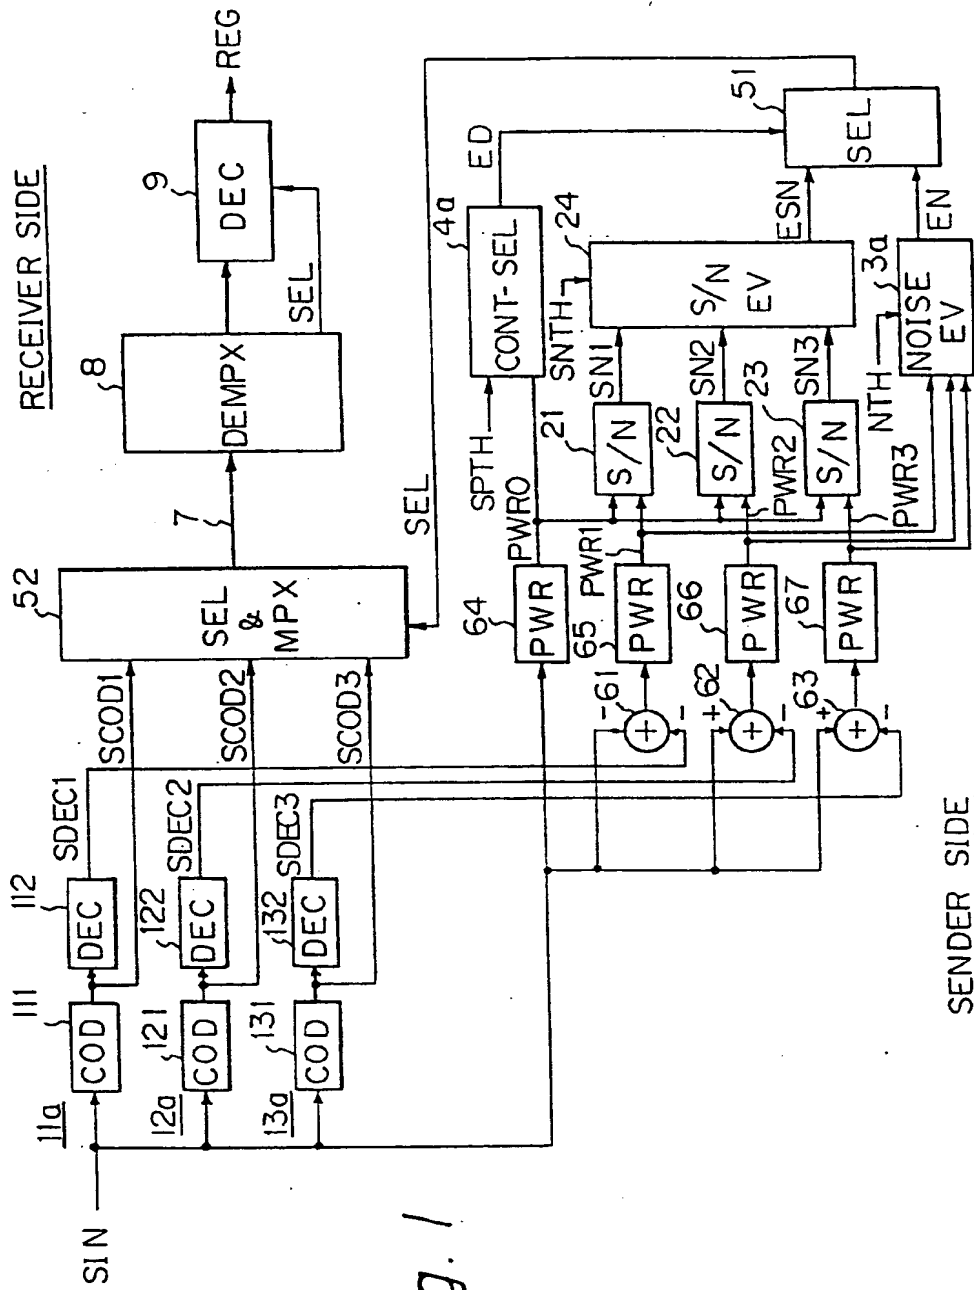 RECEIVER SIDE
SIN
11a
111
COD
112
DEC
SDEC1
SCOD1
12a
121
COD
122
DEC
SDEC2
SCOD2
13a
131
COD
132
DEC
SDEC3
SCOD3
52
SEL
&
MPX
7
8
DEMPX
SEL
9
DEC
REG
SEL
64
PWR
PWR0
SPTH
4a
CONT-SEL
ED
61
-
-
65
PWR
PWR1
21
S/N
SN1
62
+
-
66
PWR
PWR2
22
S/N
SN2
63
+
-
67
PWR
PWR3
23
S/N
SN3
SNTH
24
S/N
EV
ESN
NTH
3a
NOISE
EV
EN
51
SEL
SENDER SIDE
g. 1